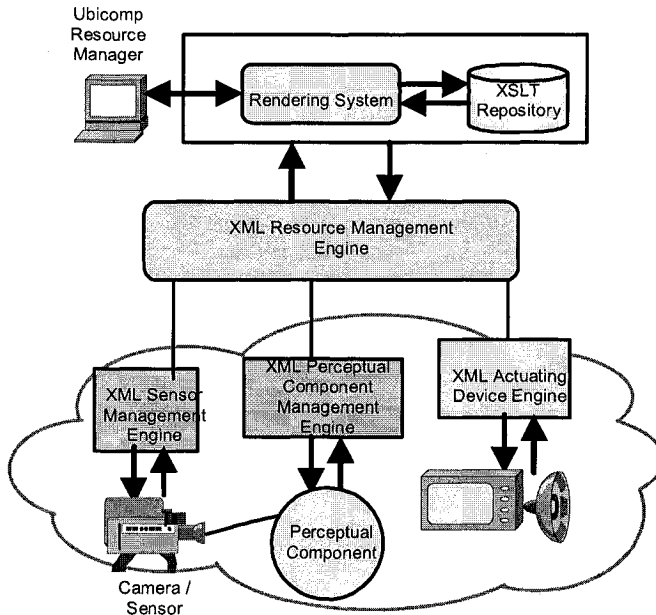 Ubicomp
Resource
Manager
Rendering System
XSLT
Repository
XML Resource Management
Engine
XML Sensor
Management
Engine
XML Perceptual
Component
Management
Engine
XML Actuating
Device Engine
Perceptual
Component
Camera /
Sensor